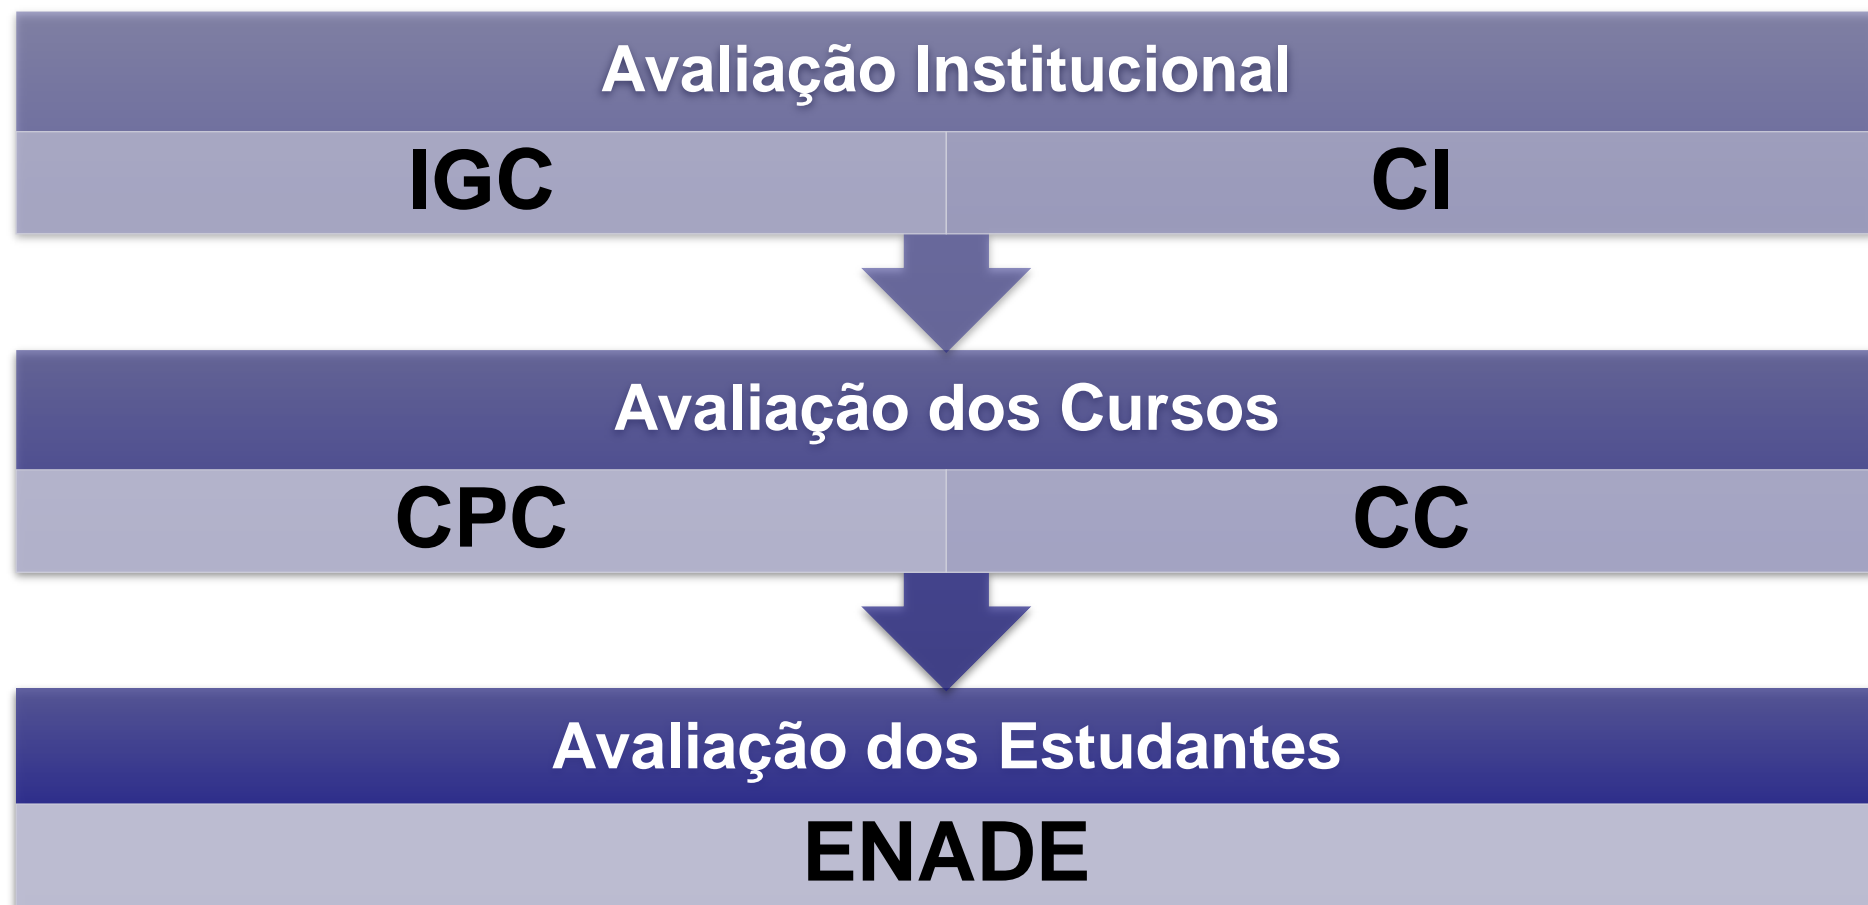 Avaliação Institucional
IGC CI
Avaliação dos Cursos
CPC CC
Avaliação dos Estudantes
ENADE